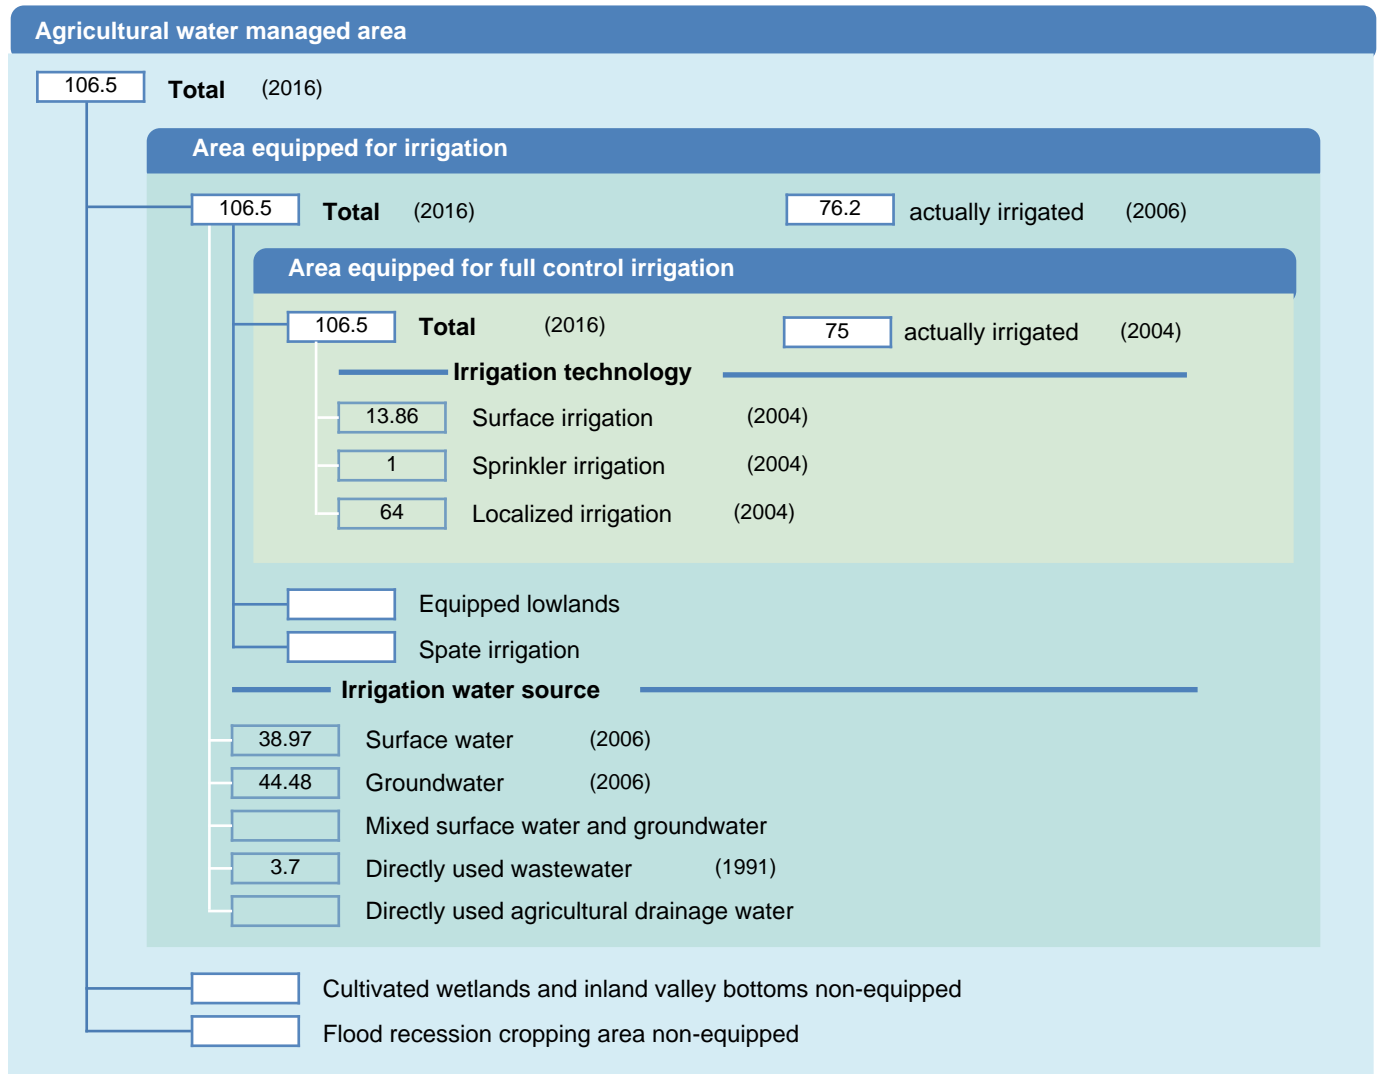 Agricultural water managed area
106.5 Total (2016)
Area equipped for irrigation
106.5 Total (2016) 76.2 actually irrigated (2006)
Area equipped for full control irrigation
106.5 Total (2016) 75 actually irrigated (2004)
Irrigation technology
13.86 Surface irrigation (2004)
1 Sprinkler irrigation (2004)
64 Localized irrigation (2004)
Equipped lowlands
Spate irrigation
Irrigation water source
38.97 Surface water (2006)
44.48 Groundwater (2006)
Mixed surface water and groundwater
3.7 Directly used wastewater (1991)
Directly used agricultural drainage water
Cultivated wetlands and inland valley bottoms non-equipped
Flood recession cropping area non-equipped